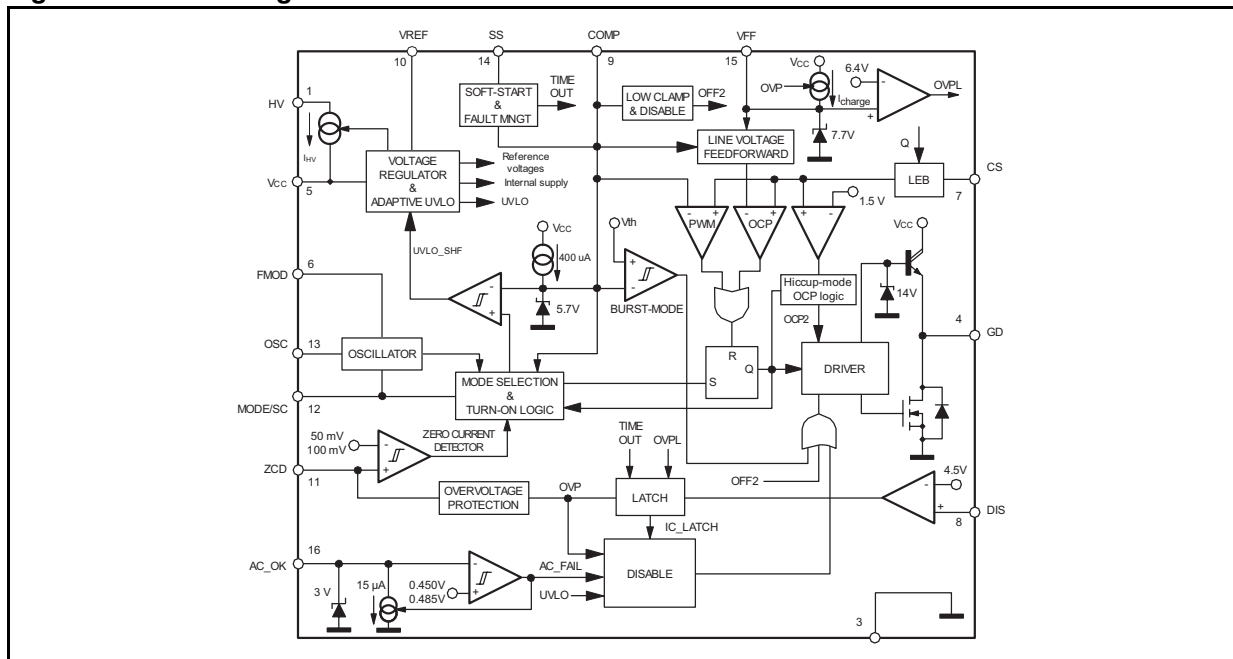 VREF
SS
COMP
VFF
10
14
9
15
1
HV
IHV
VCC
5
SOFT-START
&
FAULT MNGT
TIME
OUT
LOW CLAMP
& DISABLE
OFF2
VCC
OVP
Icharge
7.7V
6.4V
-
+
OVPL
LINE VOLTAGE
FEEDFORWARD
Q
LEB
CS
7
VOLTAGE
REGULATOR
&
ADAPTIVE UVLO
Reference
voltages
Internal supply
UVLO
- +
PWM
- +
OCP
+ -
1.5 V
UVLO_SHF
VCC
400 uA
5.7V
Vth
+
-
BURST-MODE
-
+
Hiccup-mode
OCP logic
OCP2
VCC
14V
4
GD
6
FMOD
OSC
13
OSCILLATOR
MODE SELECTION
&
TURN-ON LOGIC
R
S
Q
DRIVER
MODE/SC
12
50 mV
100 mV
-
+
ZERO CURRENT
DETECTOR
ZCD
11
OVERVOLTAGE
PROTECTION
OVP
TIME
OUT
OVPL
LATCH
OFF2
4.5V
-
+
DIS
8
IC_LATCH
16
AC_OK
3 V
15 µA
-
+
0.450V
0.485V
AC_FAIL
UVLO
DISABLE
3